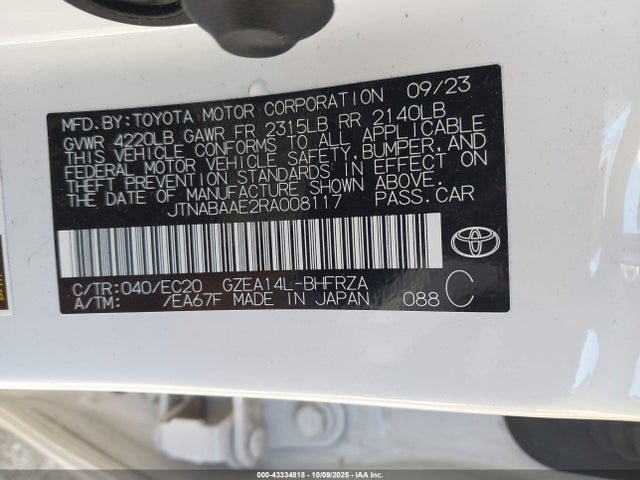 MFD. BY: TOYOTA MOTOR CORPORATION 09/23
GVWR 4220LB GAWR FR 2315LB RR 2140LB
THIS VEHICLE CONFORMS TO ALL APPLICABLE
FEDERAL MOTOR VEHICLE SAFETY, BUMPER, AND
THEFT PREVENTION STANDARDS IN EFFECT ON
THE DATE OF MANUFACTURE SHOWN ABOVE.
JTNABAAE2RA008117 PASS. CAR
C/TR: 040/EC20 GZEA14L-BHFRZA
A/TM: /EA67F MADE IN JAPAN 088 C
000-43334818 10/09/2025 IAA Inc.